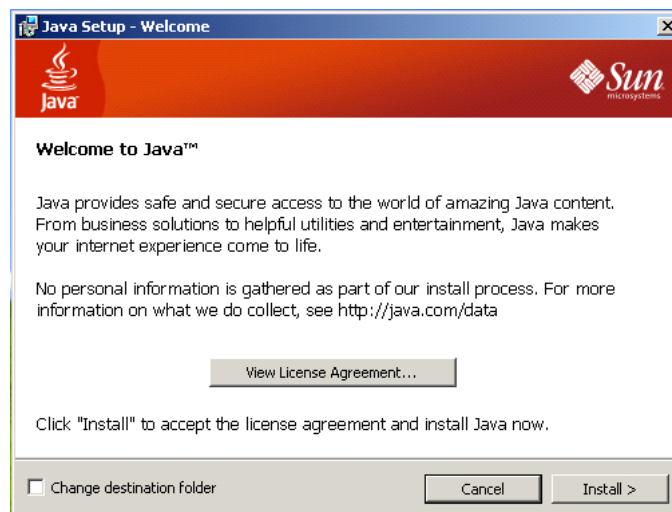 Java Setup - Welcome
Java
Sun
microsystems
Welcome to Java™
Java provides safe and secure access to the world of amazing Java content.
From business solutions to helpful utilities and entertainment, Java makes
your internet experience come to life.
No personal information is gathered as part of our install process. For more
information on what we do collect, see http://java.com/data
View License Agreement...
Click "Install" to accept the license agreement and install Java now.
Change destination folder
Cancel
Install >